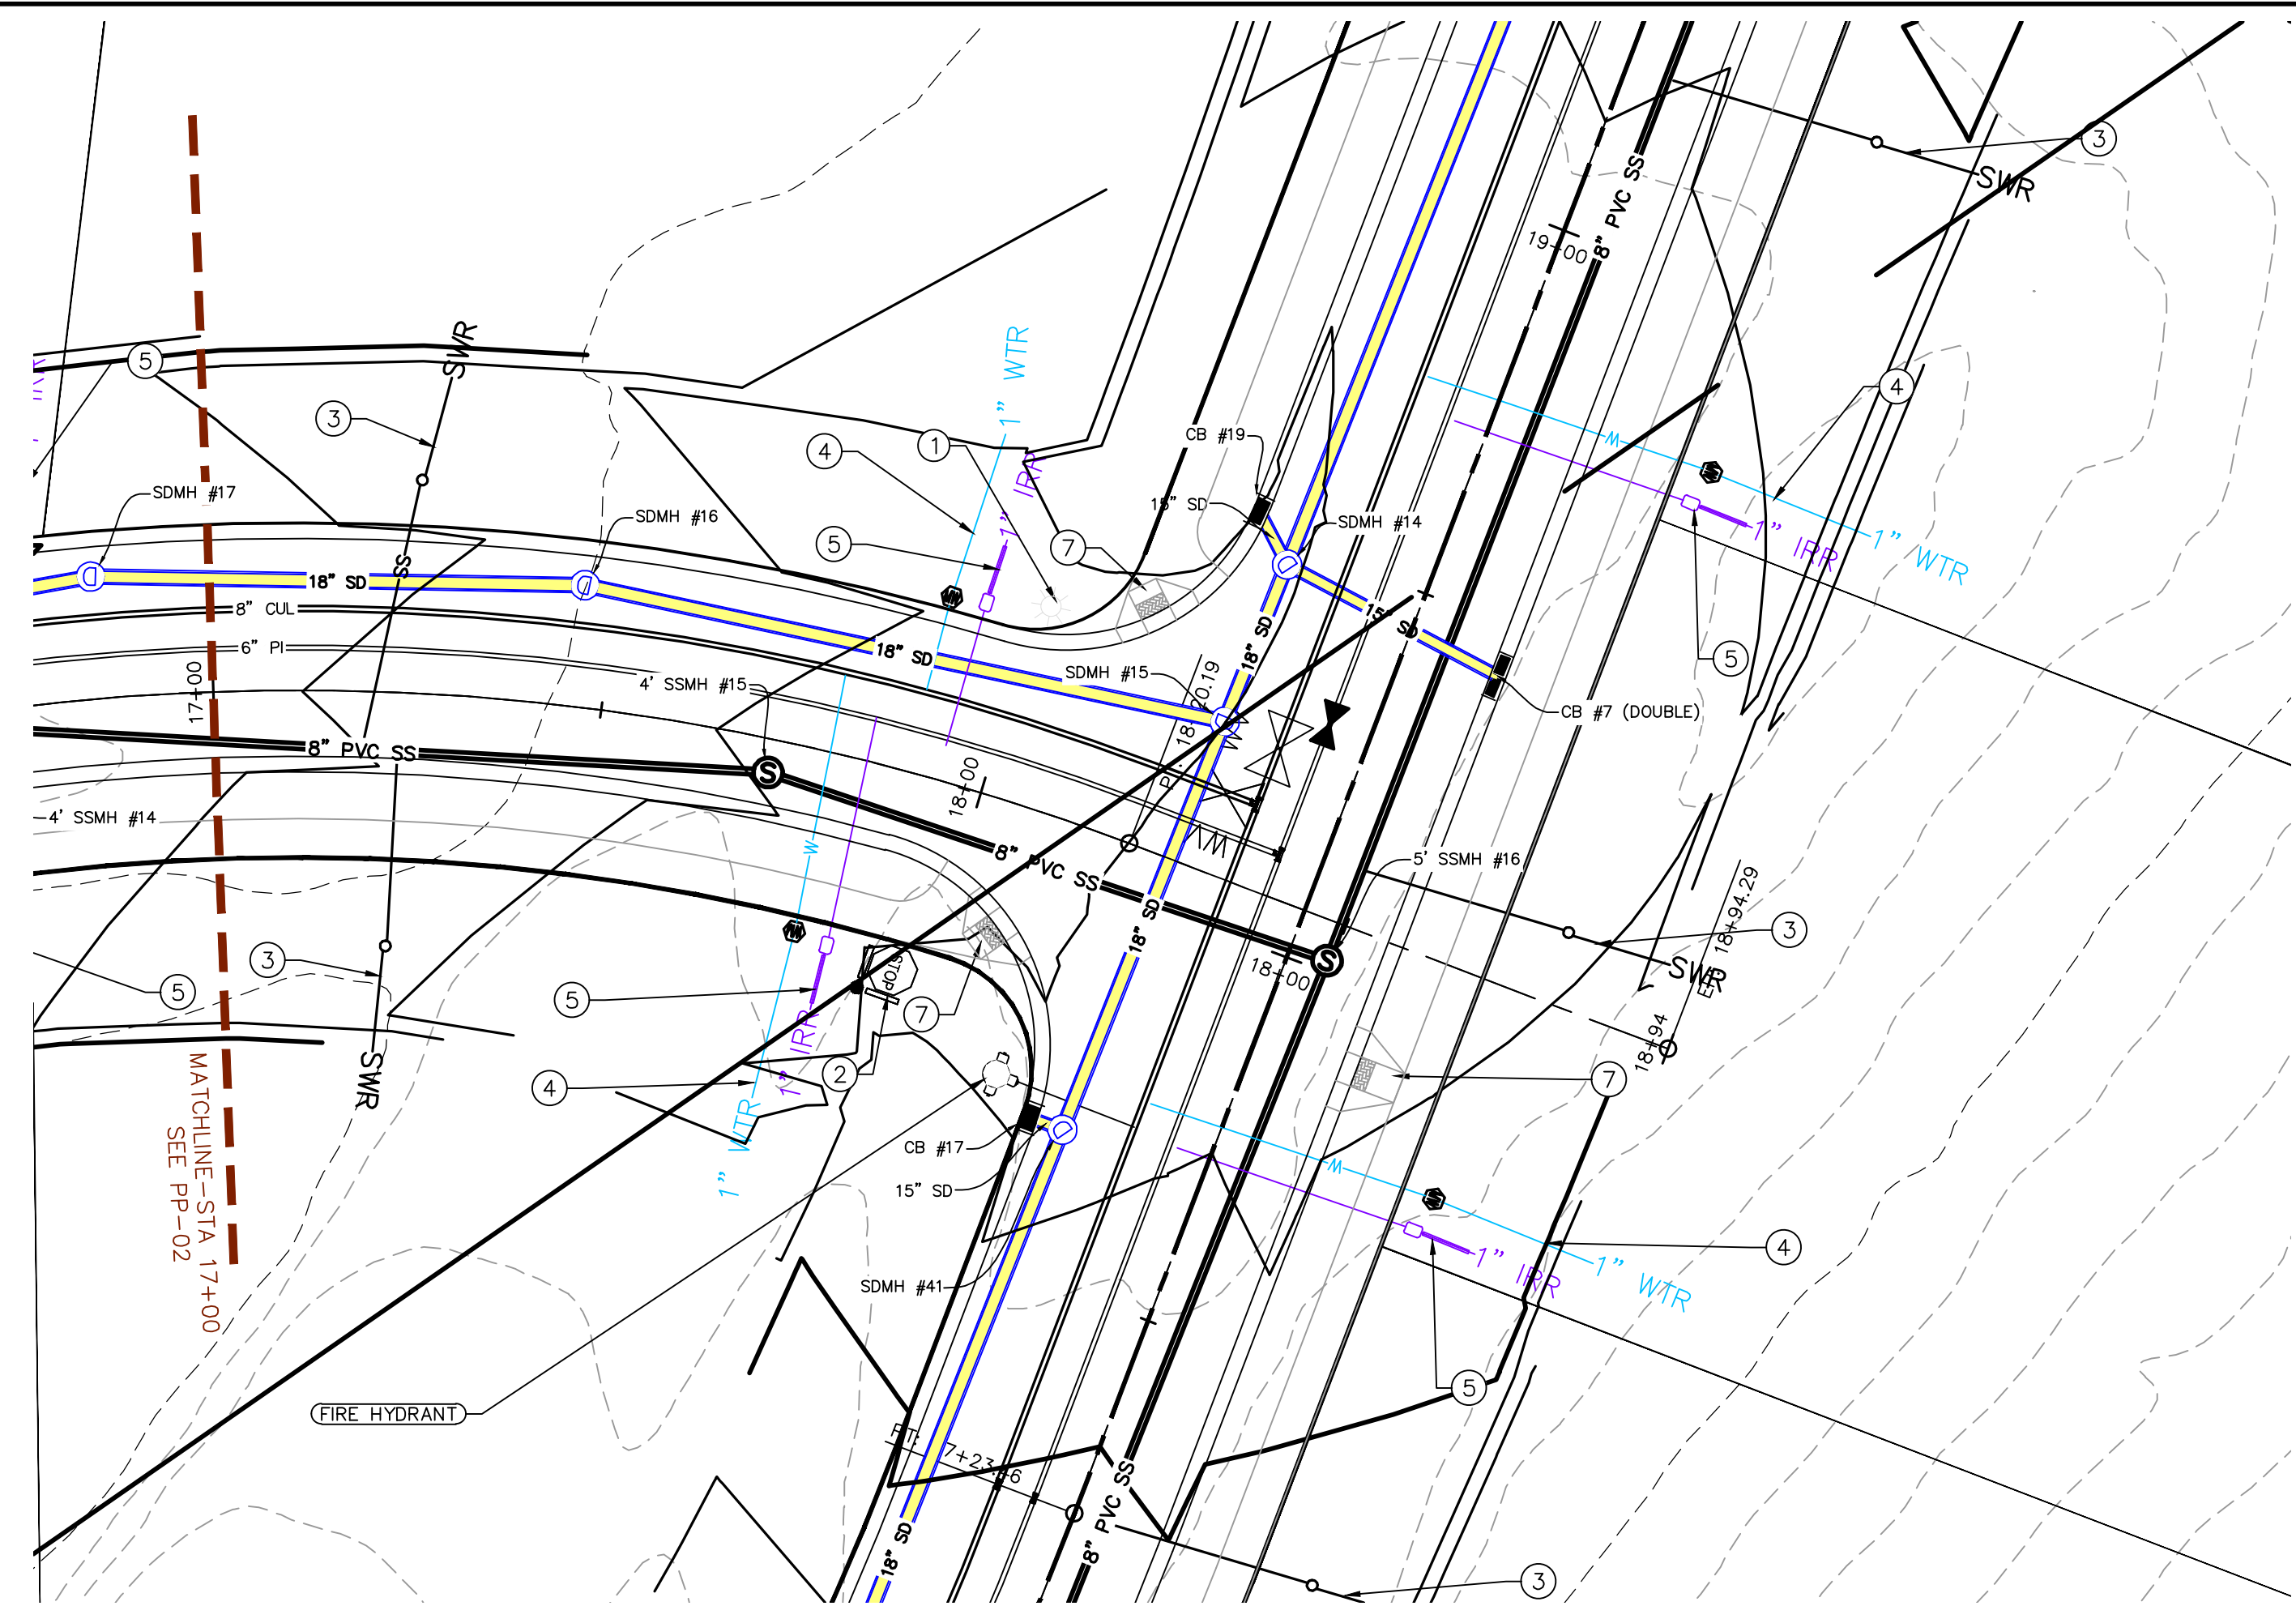 3
SWR
8" PVC SS
19+00
5
3
SWR
1" WTR
4
1
1" IRR
CB #19
W
4
SDMH #17
SDMH #16
15" SD
SDMH #14
5
7
1" IRR
1" WTR
SS
18" SD
8" CUL
15" SD
6" PI
18" SD
18" SD
5
17+00
4' SSMH #15
SDMH #15
CB #7 (DOUBLE)
8" PVC SS
18+00
4' SSMH #14
W
8" PVC SS
5' SSMH #16
18" SD
3
3
5
STOP
18+00
SWR
18+94.29
5
7
18+94
SWR
1" IRR
2
7
4
1" WTR
CB #17
W
15" SD
4
MATCHLINE-STA 17+00
SEE PP-02
SDMH #41
1" IRR
1" WTR
5
FIRE HYDRANT
8" PVC SS
18" SD
3